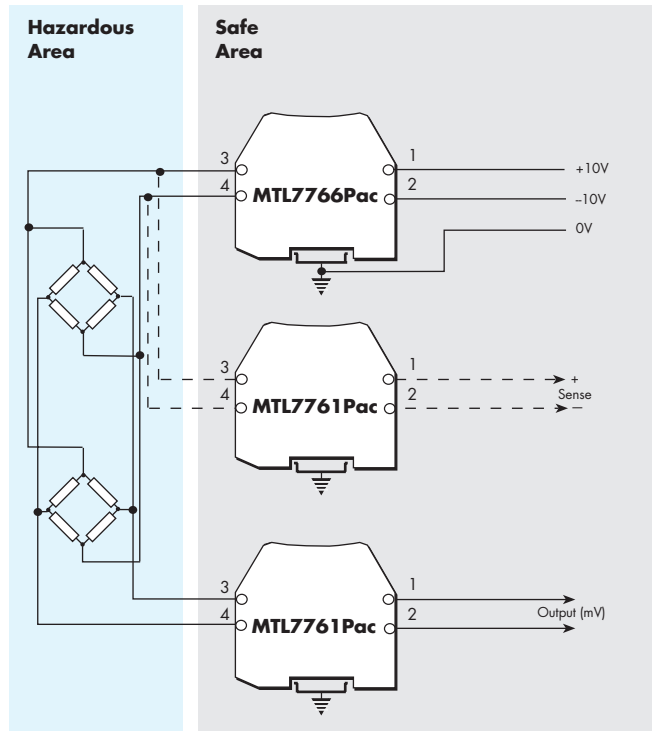 Hazardous
Area
Safe
Area
3
1
+10V
4
MTL7766Pac
2
–10V
0V
3
1
+
4
MTL7761Pac
2
Sense
–
3
1
4
MTL7761Pac
2
Output (mV)